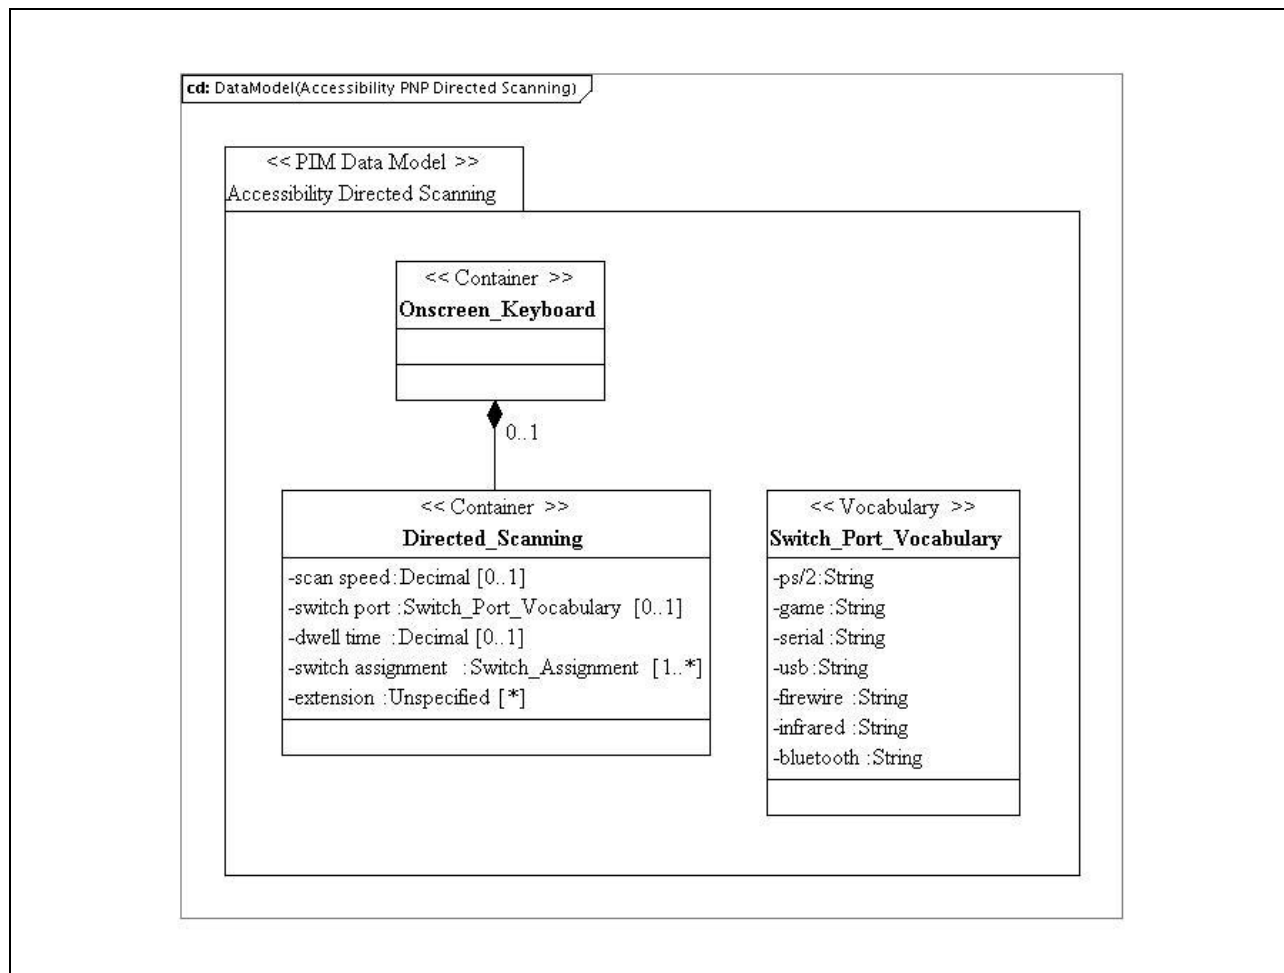 cd: DataModel(Accessibility PNP Directed Scanning)
<< PIM Data Model >>
Accessibility Directed Scanning
<< Container >>
Onscreen_Keyboard
0..1
<< Container >>
Directed_Scanning
-scan speed:Decimal [0..1]
-switch port :Switch_Port_Vocabulary [0..1]
-dwell time :Decimal [0..1]
-switch assignment :Switch_Assignment [1..*]
-extension :Unspecified [*]
<< Vocabulary >>
Switch_Port_Vocabulary
-ps/2:String
-game :String
-serial :String
-usb :String
-firewire :String
-infrared :String
-bluetooth :String